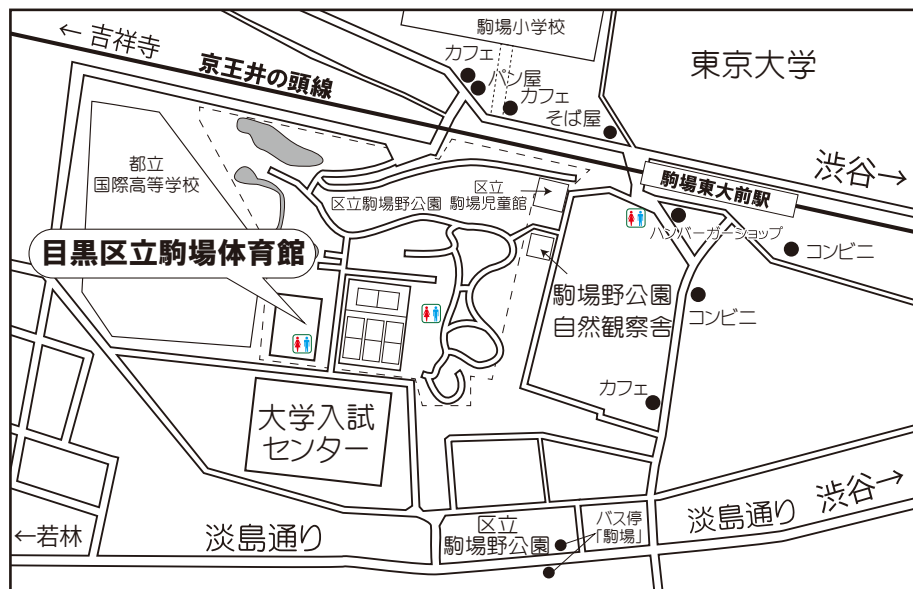 駒場小学校
←吉祥寺
京王井の頭線
カフェ
パン屋
カフェ
そば屋
東京大学
渋谷→
駒場東大前駅
都立
国際高等学校
区立駒場野公園
区立
駒場児童館
ハンバーガーショップ
コンビニ
目黒区立駒場体育館
駒場野公園
自然観察舎
コンビニ
カフェ
大学入試
センター
←若林
淡島通り
区立
駒場野公園
バス停
「駒場」
淡島通り
渋谷→